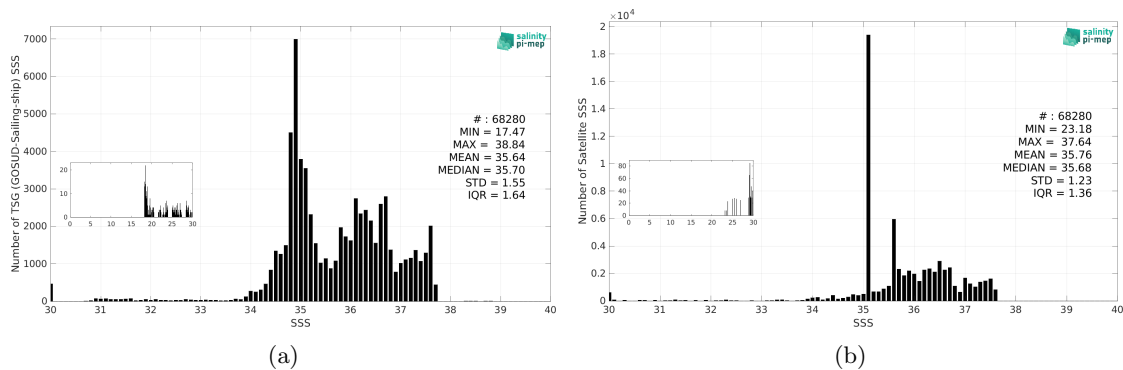 7000
6000
5000
4000
3000
2000
1000
0
Number of TSG (GOSUD-Sailing-ship) SSS
salinity
pi-mep
# : 68280
MIN = 17.47
MAX = 38.84
MEAN = 35.64
MEDIAN = 35.70
STD = 1.55
IQR = 1.64
20
10
0
0 5 10 15 20 25 30
30 31 32 33 34 35 36 37 38 39 40
SSS
(a)
×10⁴
2
1.8
1.6
1.4
1.2
1
0.8
0.6
0.4
0.2
0
Number of Satellite SSS
salinity
pi-mep
# : 68280
MIN = 23.18
MAX = 37.64
MEAN = 35.76
MEDIAN = 35.68
STD = 1.23
IQR = 1.36
80
60
40
20
0
0 5 10 15 20 25 30
30 31 32 33 34 35 36 37 38 39 40
SSS
(b)